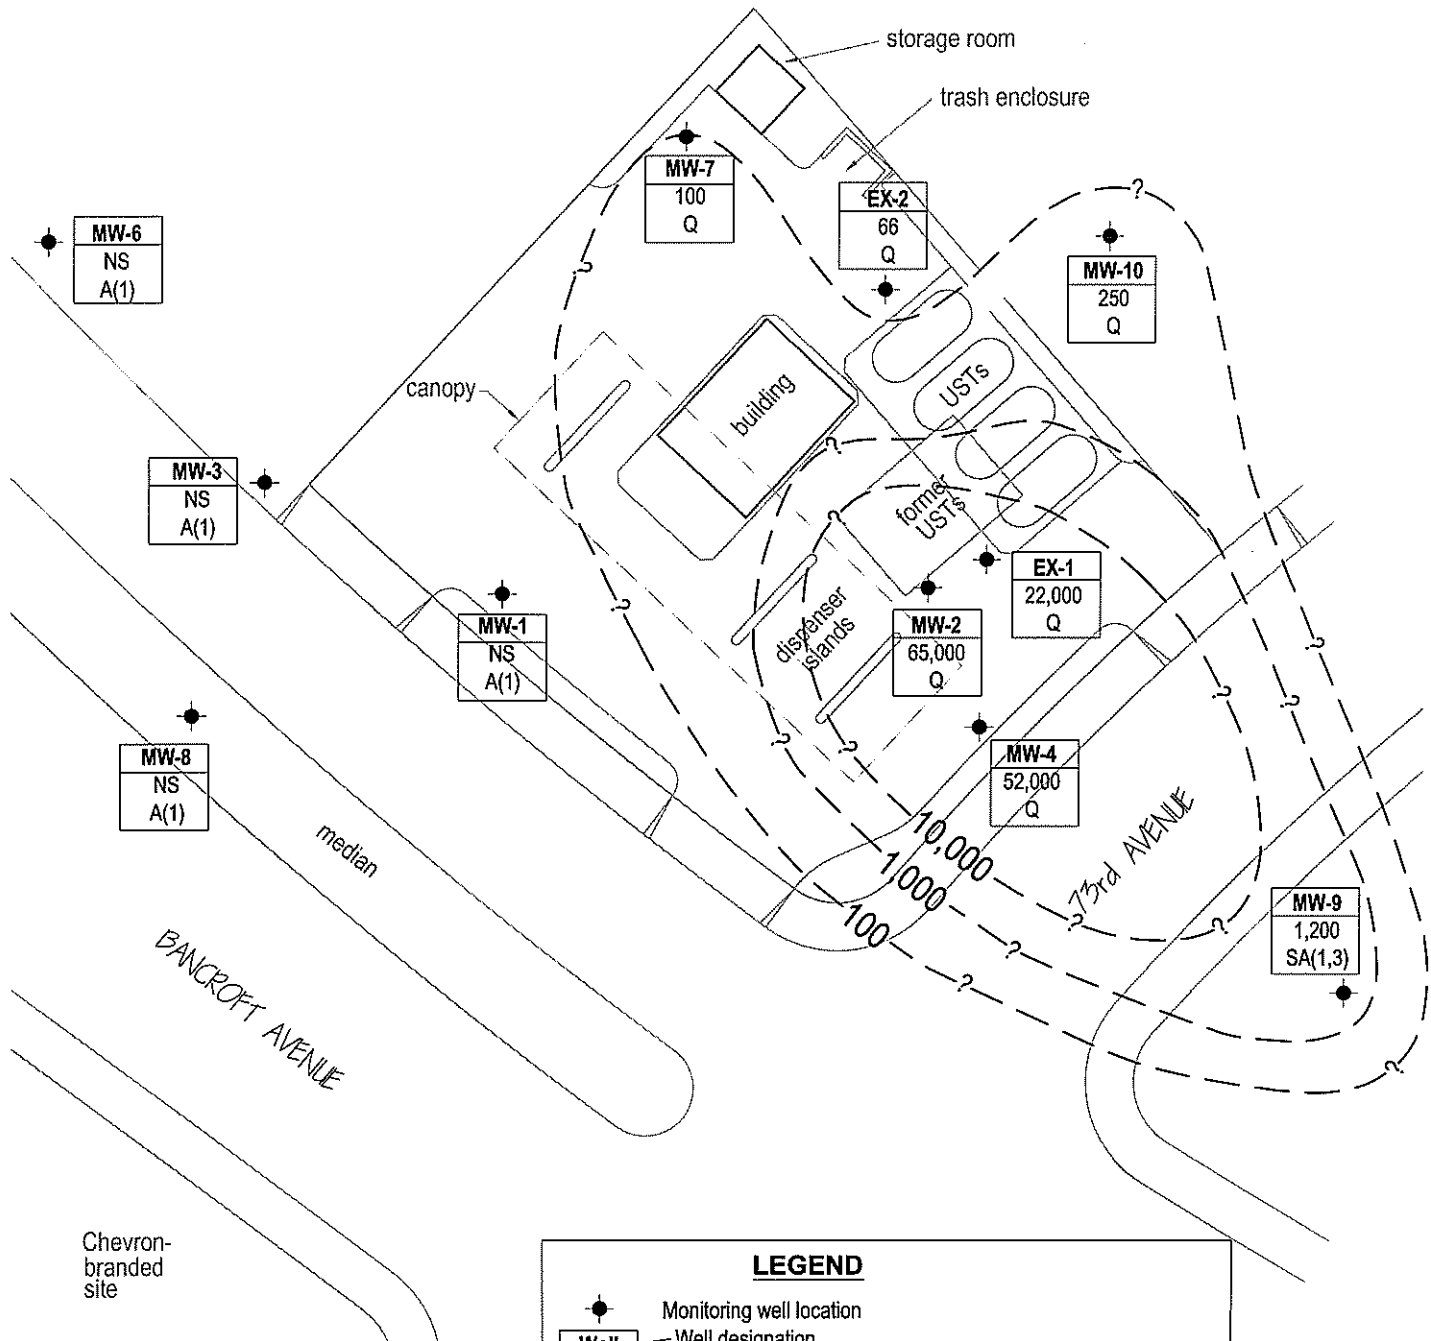 storage room
trash enclosure
MW-7
100
Q
EX-2
66
Q
MW-6
NS
A(1)
?
MW-10
250
Q
?
canopy
building
USTs
?
MW-3
NS
A(1)
former
USTs
?
EX-1
22,000
Q
MW-1
NS
A(1)
?
dispenser
islands
MW-2
65,000
Q
?
?
?
MW-8
NS
A(1)
?
?
MW-4
52,000
Q
median
10,000
1,000
100
73rd AVENUE
?
?
?
?
MW-9
1,200
SA(1,3)
BANCROFT AVENUE
?
Chevron-
branded
site
LEGEND
Monitoring well location
Well
Well designation